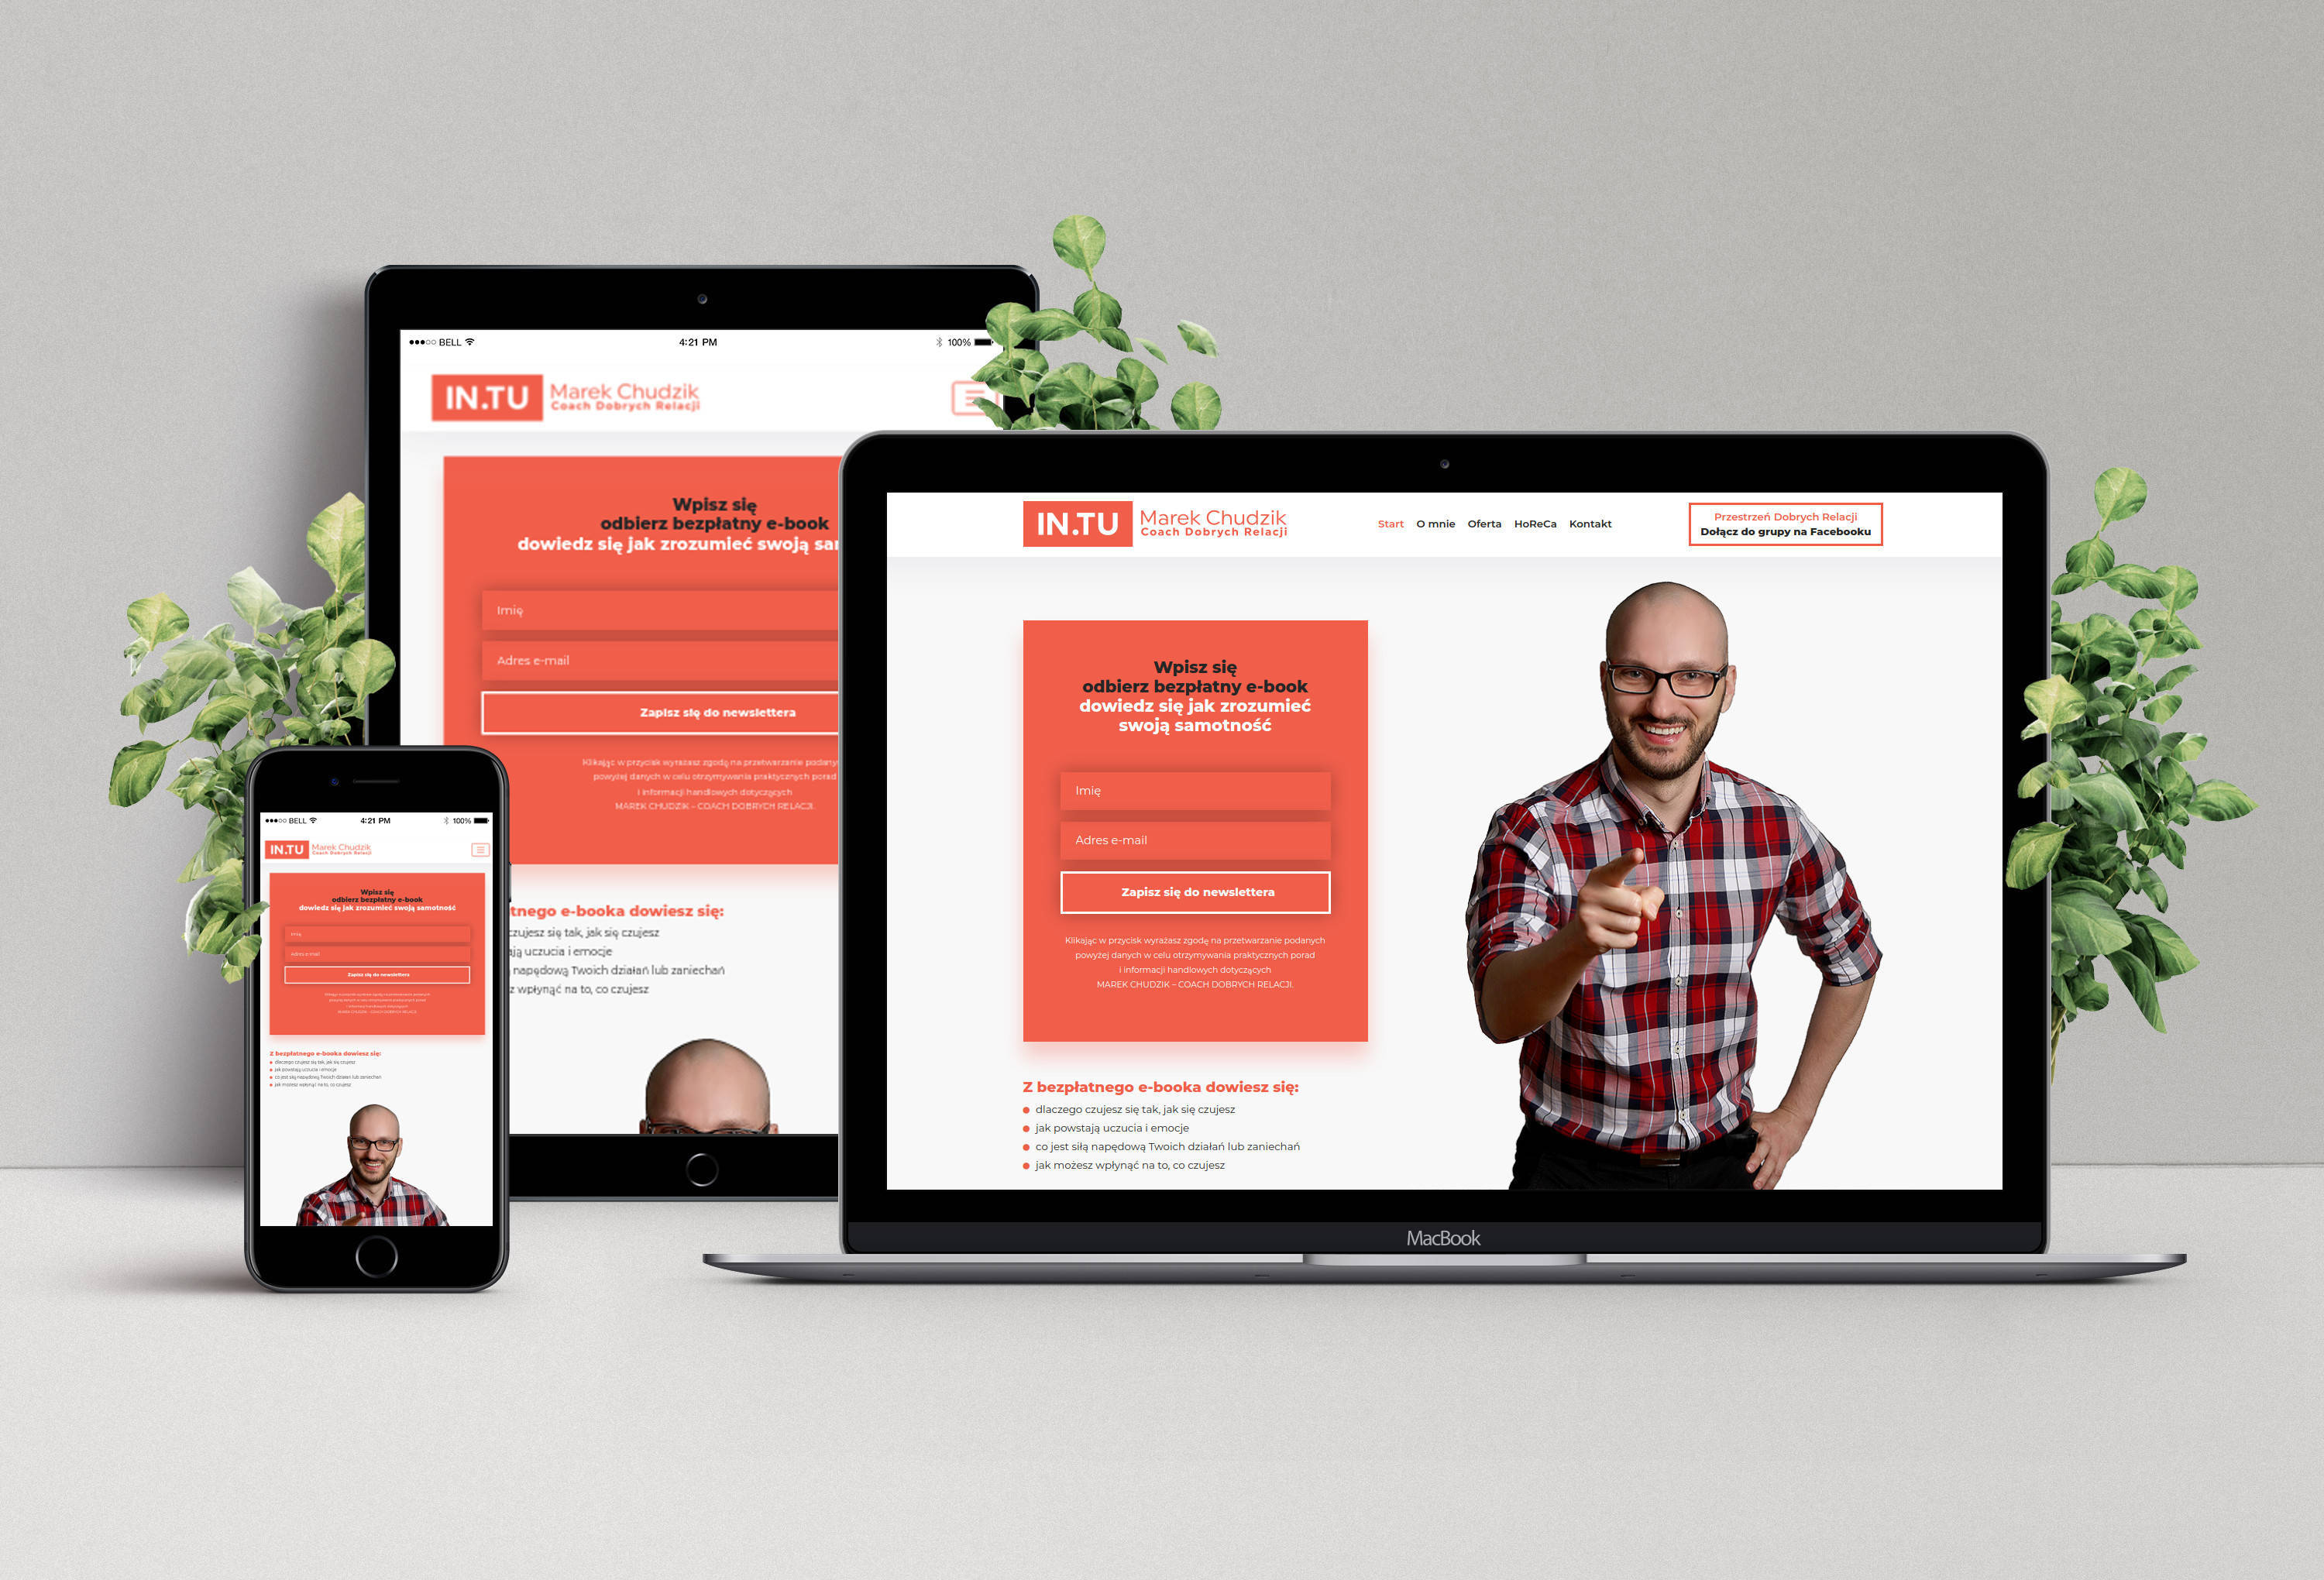 ●●●○○ BELL 4:21 PM 100%
IN.TU Marek Chudzik
Coach Dobrych Relacji
Wpisz się
odbierz bezpłatny e-book
dowiedz się jak zrozumieć swoją
Imię
Adres e-mail
Zapisz się do newslettera
Klikając w przycisk wyrażasz zgodę na przetwarzanie
powyżej danych w celu otrzymywania praktycznych porad
i informacji handlowych dotyczących
MAREK CHUDZIK – COACH DOBRYCH RELACJI.
tnego e-booka dowiesz się:
czujesz się tak, jak się czujesz
ją uczucia i emocje
napędową Twoich działań lub zaniechań
z wpłynąć na to, co czujesz
●●●○○ BELL 4:21 PM 100%
IN.TU Marek Chudzik
Coach Dobrych Relacji
Wpisz się
odbierz bezpłatny e-book
dowiedz się jak zrozumieć swoją samotność
Imię
Adres e-mail
Zapisz się do newslettera
Z bezpłatnego e-booka dowiesz się:
dlaczego czujesz się tak, jak się czujesz
jak powstają uczucia i emocje
co jest siłą napędową Twoich działań lub zaniechań
jak możesz wpłynąć na to, co czujesz
IN.TU Marek Chudzik
Coach Dobrych Relacji
Start O mnie Oferta HoReCa Kontakt
Przestrzeń Dobrych Relacji
Dołącz do grupy na Facebooku
Wpisz się
odbierz bezpłatny e-book
dowiedz się jak zrozumieć
swoją samotność
Imię
Adres e-mail
Zapisz się do newslettera
Klikając w przycisk wyrażasz zgodę na przetwarzanie podanych
powyżej danych w celu otrzymywania praktycznych porad
i informacji handlowych dotyczących
MAREK CHUDZIK – COACH DOBRYCH RELACJI.
Z bezpłatnego e-booka dowiesz się:
dlaczego czujesz się tak, jak się czujesz
jak powstają uczucia i emocje
co jest siłą napędową Twoich działań lub zaniechań
jak możesz wpłynąć na to, co czujesz
MacBook